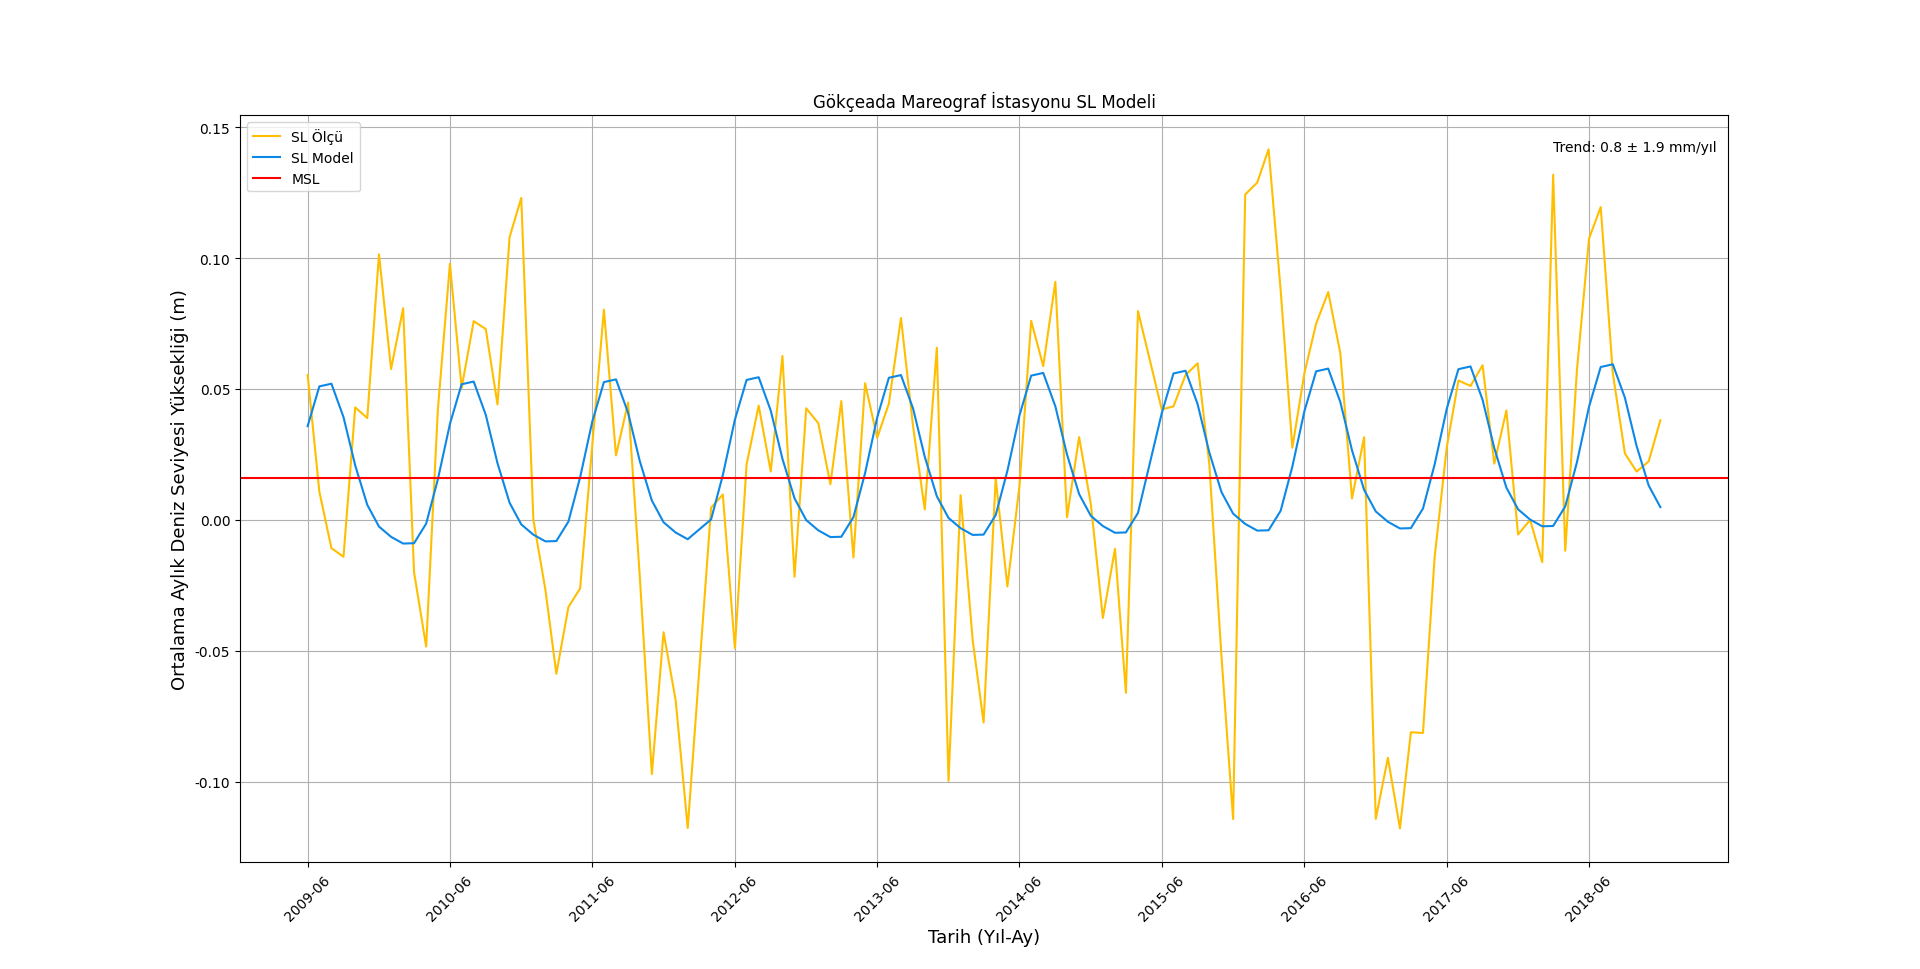 Gökçeada Mareograf İstasyonu SL Modeli
SL Ölçü
SL Model
MSL
Trend: 0.8 ± 1.9 mm/yıl
Ortalama Aylık Deniz Seviyesi Yüksekliği (m)
0.15
0.10
0.05
0.00
-0.05
-0.10
2009-06
2010-06
2011-06
2012-06
2013-06
2014-06
2015-06
2016-06
2017-06
2018-06
Tarih (Yıl-Ay)